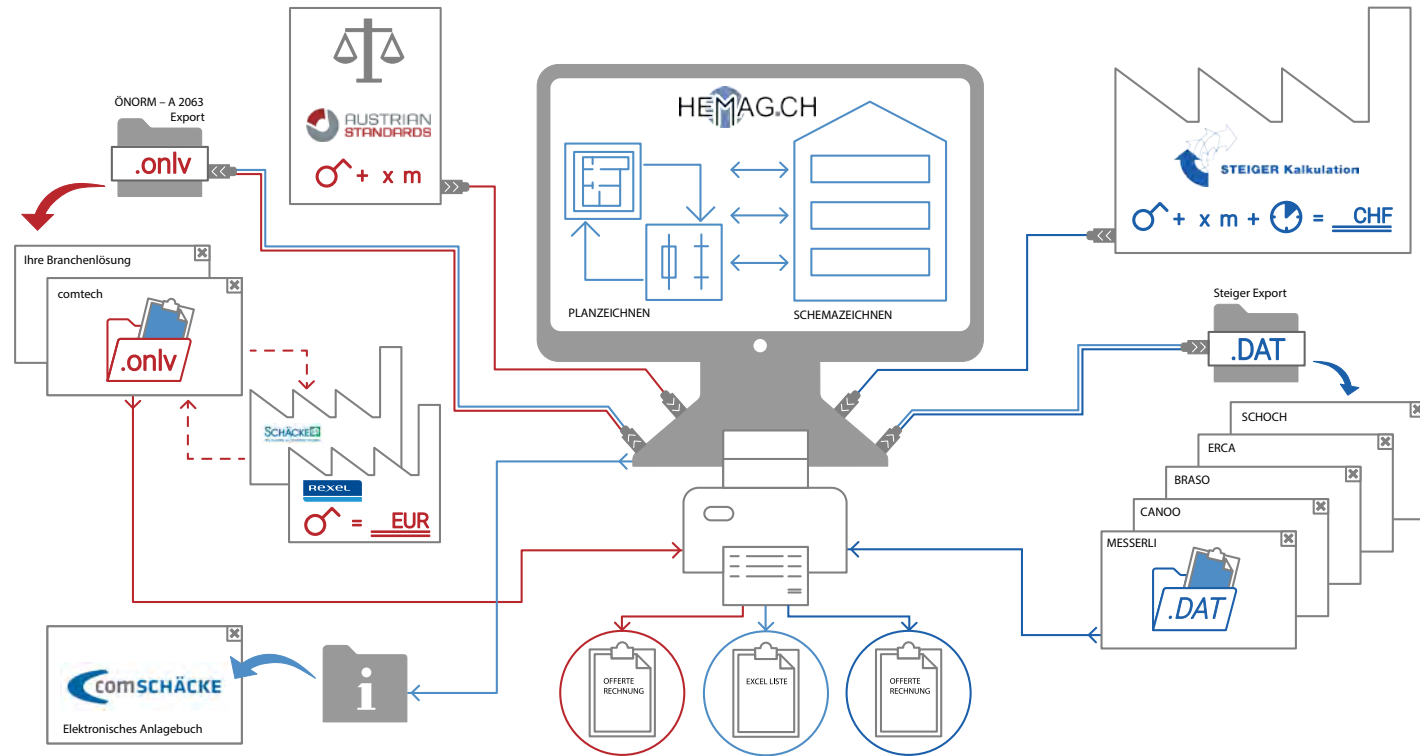 ÖNORM – A 2063
Export
.onlv
AUSTRIAN
STANDARDS
+ x m
HEMAG.CH
PLANZEICHNEN
SCHEMAZEICHNEN
STEIGER Kalkulation
+ x m + = CHF
Steiger Export
.DAT
Ihre Branchenlösung
comtech
.onlv
SCHÄCKE
REXEL
= EUR
SCHOCH
ERCA
BRASO
CANOO
MESSERLI
.DAT
comSCHÄCKE
Elektronisches Anlagebuch
i
OFFERTE
RECHNUNG
EXCEL LISTE
OFFERTE
RECHNUNG